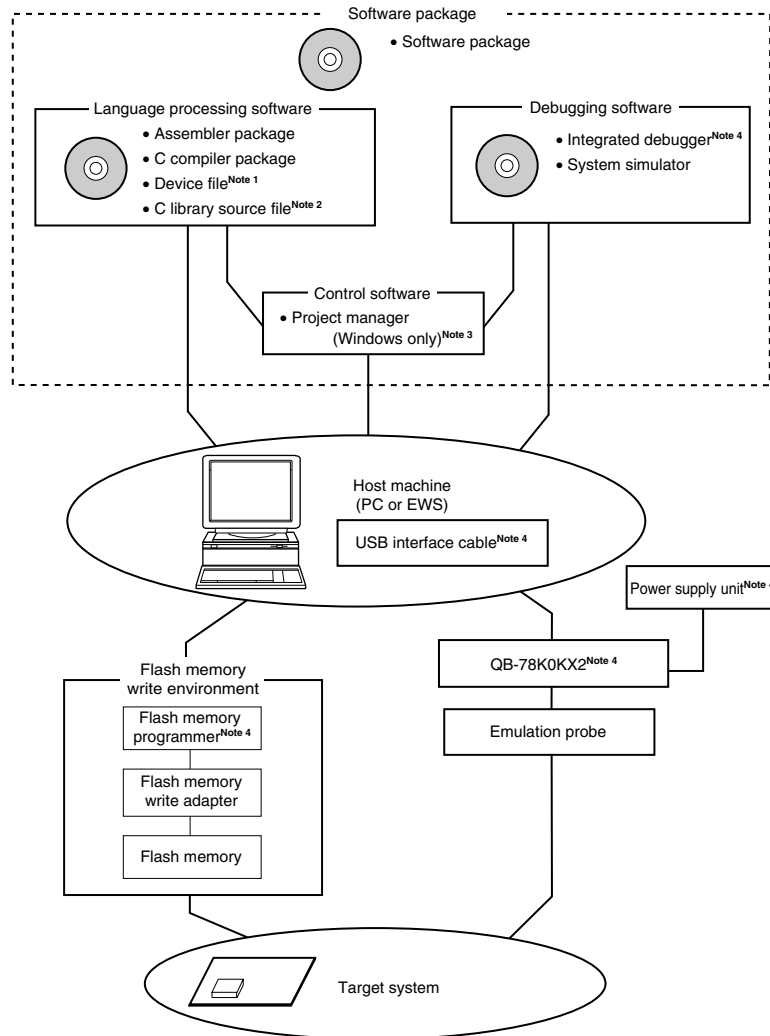 Software package
• Software package
Language processing software
• Assembler package
• C compiler package
• Device fileNote 1
• C library source fileNote 2
Debugging software
• Integrated debuggerNote 4
• System simulator
Control software
• Project manager
(Windows only)Note 3
Host machine
(PC or EWS)
USB interface cableNote 4
Power supply unitNote
QB-78K0KX2Note 4
Emulation probe
Flash memory
write environment
Flash memory
programmerNote 4
Flash memory
write adapter
Flash memory
Target system